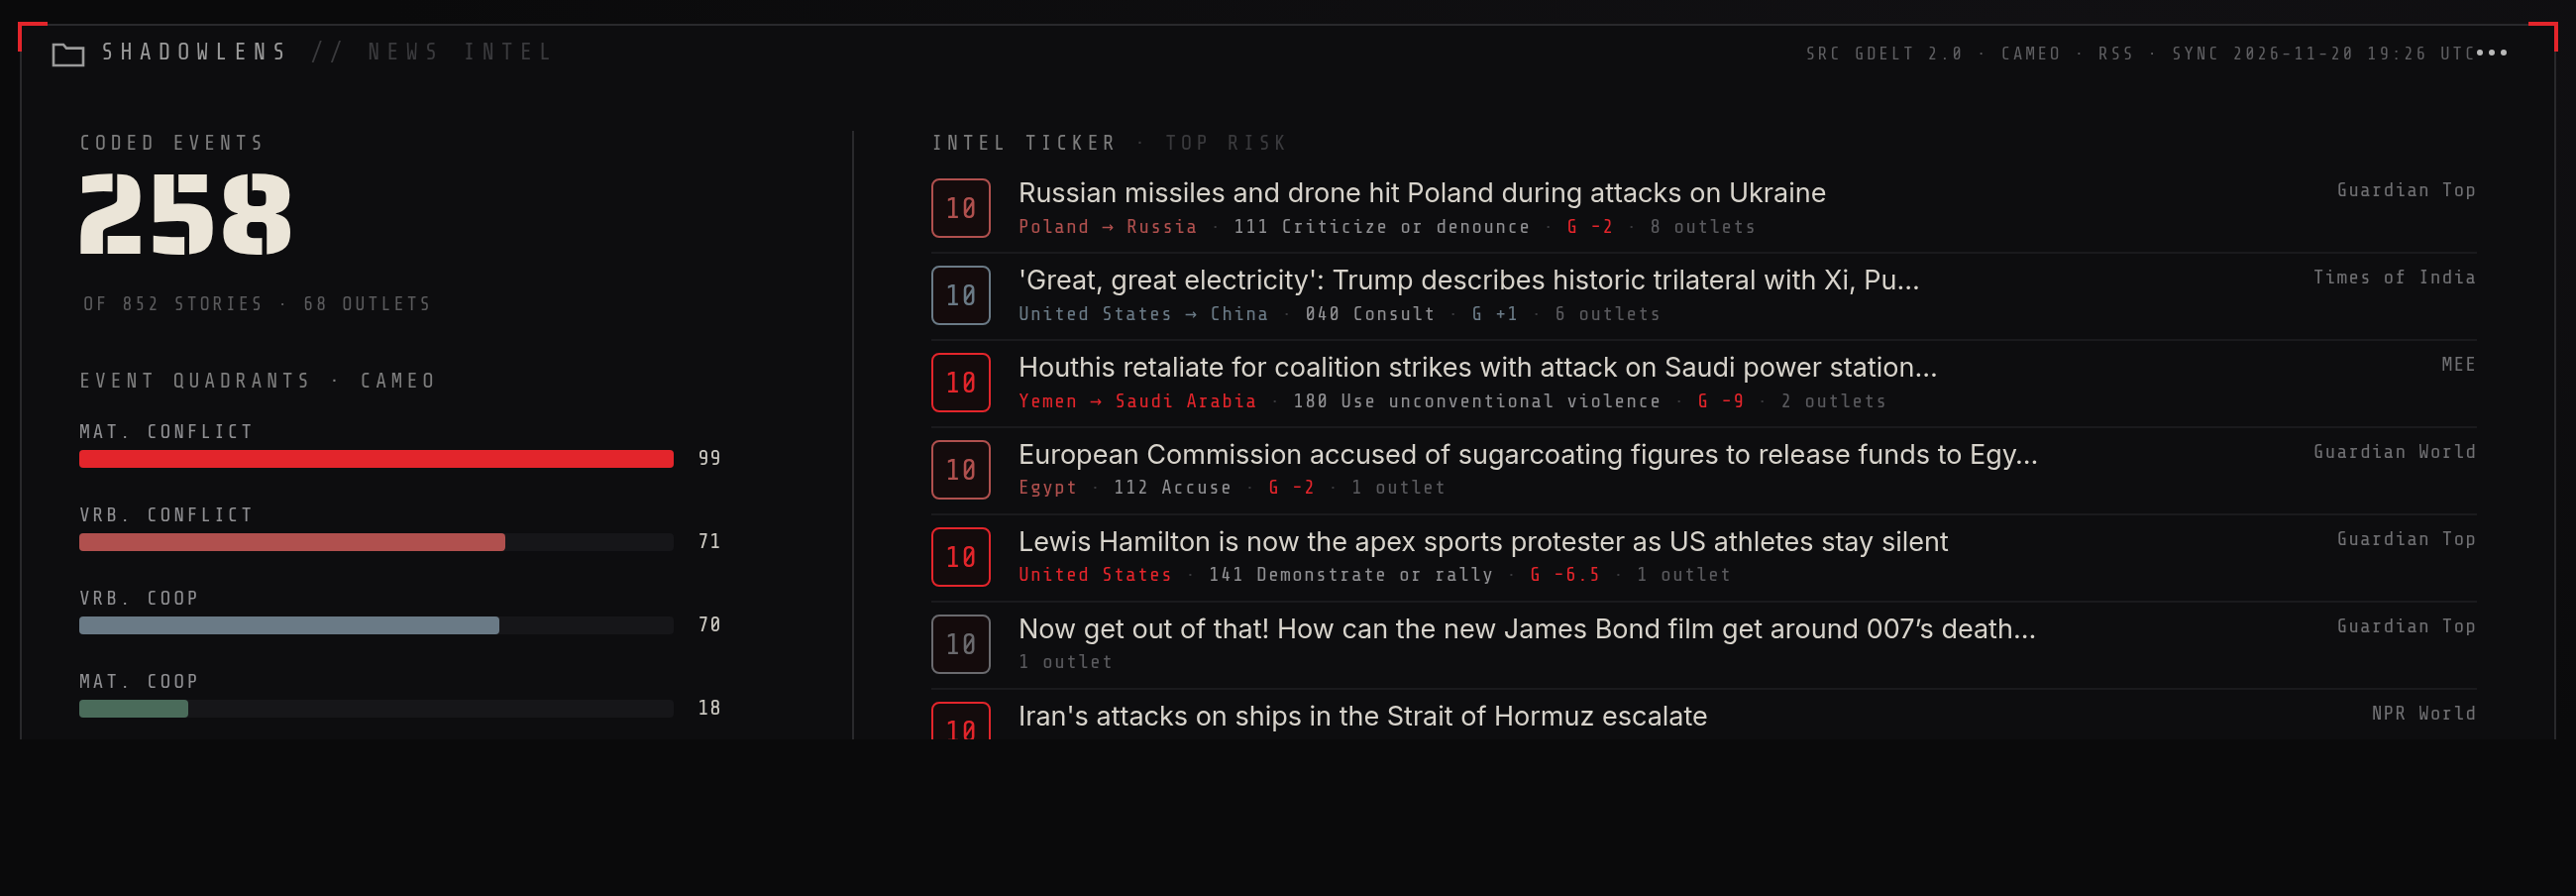 SHADOWLENS // NEWS INTEL
SRC GDELT 2.0 · CAMEO · RSS · SYNC 2026-11-20 19:26 UTC•••
CODED EVENTS
258
OF 852 STORIES · 68 OUTLETS
EVENT QUADRANTS · CAMEO
MAT. CONFLICT
99
VRB. CONFLICT
71
VRB. COOP
70
MAT. COOP
18
INTEL TICKER · TOP RISK
10 Russian missiles and drone hit Poland during attacks on Ukraine Guardian Top
Poland → Russia · 111 Criticize or denounce · G -2 · 8 outlets
10 'Great, great electricity': Trump describes historic trilateral with Xi, Pu... Times of India
United States → China · 040 Consult · G +1 · 6 outlets
10 Houthis retaliate for coalition strikes with attack on Saudi power station... MEE
Yemen → Saudi Arabia · 180 Use unconventional violence · G -9 · 2 outlets
10 European Commission accused of sugarcoating figures to release funds to Egy... Guardian World
Egypt · 112 Accuse · G -2 · 1 outlet
10 Lewis Hamilton is now the apex sports protester as US athletes stay silent Guardian Top
United States · 141 Demonstrate or rally · G -6.5 · 1 outlet
10 Now get out of that! How can the new James Bond film get around 007’s death... Guardian Top
1 outlet
10 Iran's attacks on ships in the Strait of Hormuz escalate NPR World